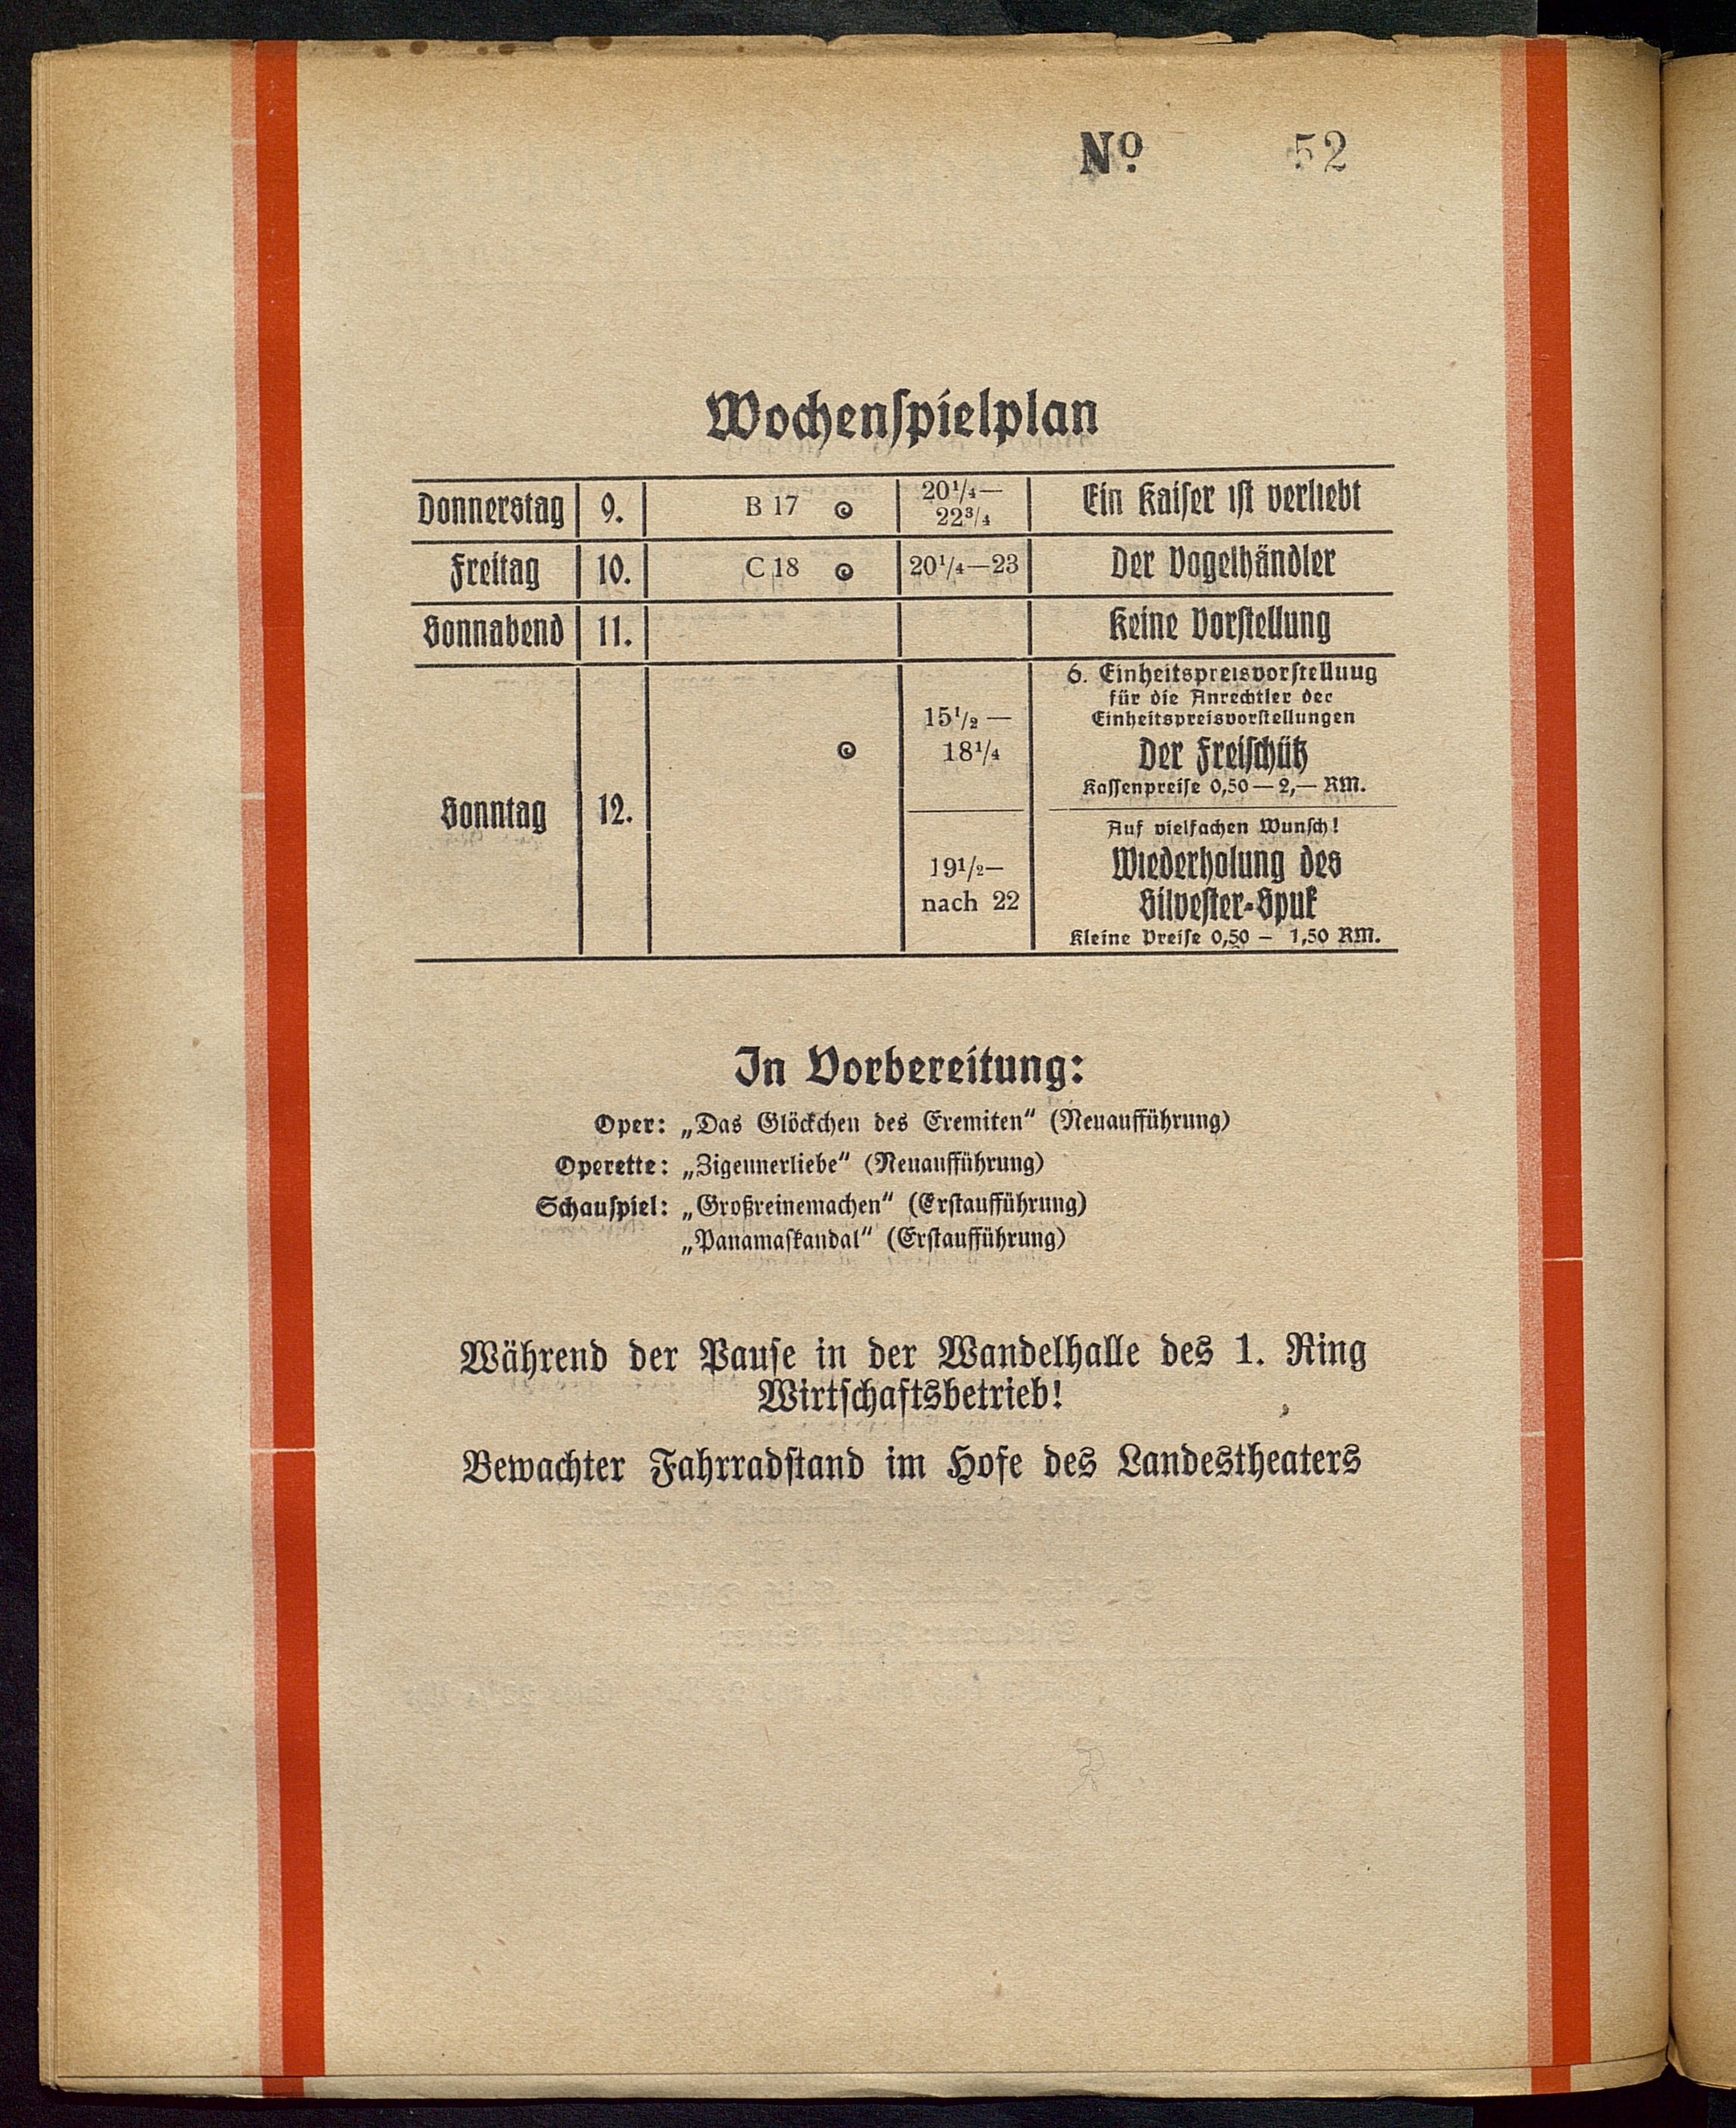 No. 52
Wochenspielplan
Donnerstag 9. B 17 20¹/₄— 22³/₄ Ein Kaiser ist verliebt
Freitag 10. C 18 20¹/₄—23 Der Vogelhändler
Sonnabend 11. Keine Vorstellung
Sonntag 12.
15¹/₂ — 18¹/₄
6. Einheitspreisvorstellung
für die Anrechtler der
Einheitspreisvorstellungen
Der Freischütz
Kassenpreise 0,50 — 2,— RM.
19¹/₂— nach 22
Auf vielfachen Wunsch!
Wiederholung des
Silvester-Spuk
Kleine Preise 0,50 — 1,50 RM.
In Vorbereitung:
Oper: „Das Glöckchen des Eremiten“ (Neuaufführung)
Operette: „Zigeunerliebe“ (Neuaufführung)
Schauspiel: „Großreinemachen“ (Erstaufführung)
„Panamaskandal“ (Erstaufführung)
Während der Pause in der Wandelhalle des 1. Ring
Wirtschaftsbetrieb!
Bewachter Fahrradstand im Hofe des Landestheaters